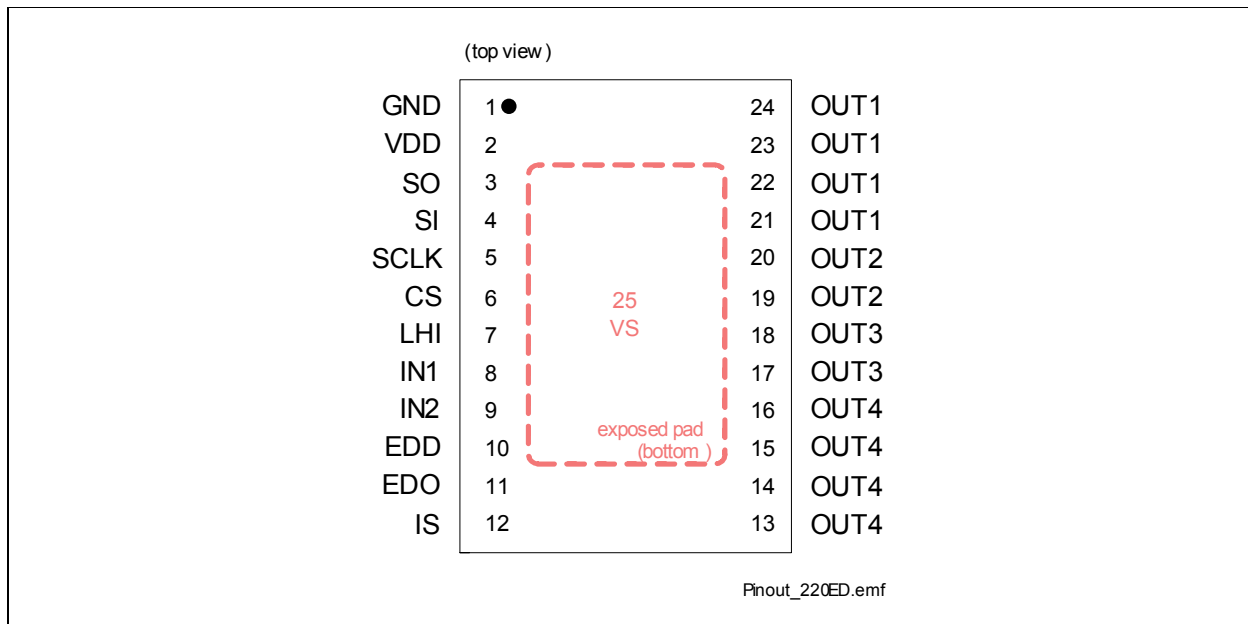 (top view )
GND 1 24 OUT1
VDD 2 23 OUT1
SO 3 22 OUT1
SI 4 21 OUT1
SCLK 5 20 OUT2
CS 6 19 OUT2
LHI 7 18 OUT3
IN1 8 17 OUT3
IN2 9 16 OUT4
EDD 10 15 OUT4
EDO 11 14 OUT4
IS 12 13 OUT4
25
VS
exposed pad
(bottom )
Pinout_220ED.emf